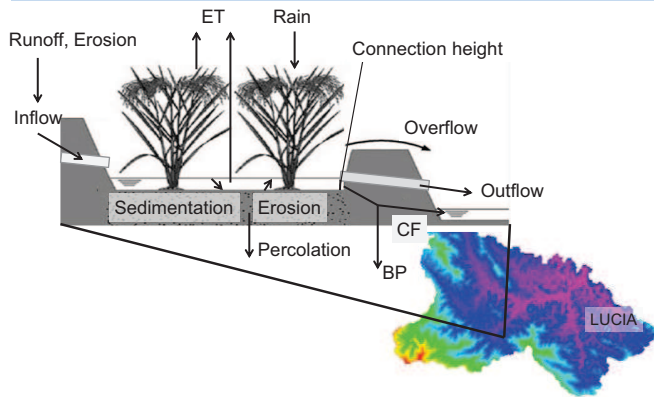 ET
Rain
Runoff, Erosion
Connection height
Inflow
Overflow
Outflow
Sedimentation
Erosion
CF
Percolation
BP
LUCIA